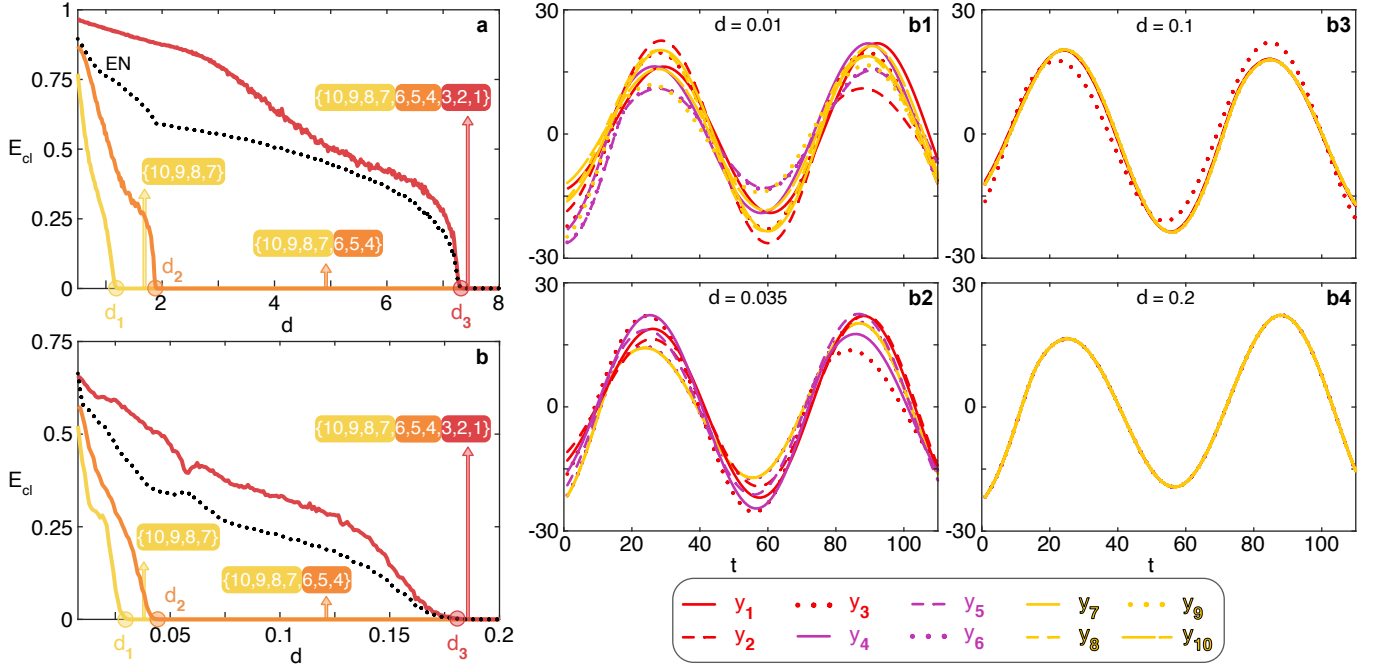 a
1
0.75
0.5
0.25
0
E_cl
EN
{10,9,8,7,6,5,4,3,2,1}
{10,9,8,7}
{10,9,8,7,6,5,4}
d_1
d_2
d_3
2
4
6
8
d
b
0.75
0.5
0.25
0
E_cl
{10,9,8,7,6,5,4,3,2,1}
{10,9,8,7}
{10,9,8,7,6,5,4}
d_1
d_2
d_3
0.05
0.1
0.15
0.2
d
30
0
-30
d = 0.01
b1
30
0
-30
d = 0.1
b3
30
0
-30
d = 0.035
b2
0
20
40
60
80
100
t
30
0
-30
d = 0.2
b4
0
20
40
60
80
100
t
y_1 y_3 y_5 y_7 y_9
y_2 y_4 y_6 y_8 y_10